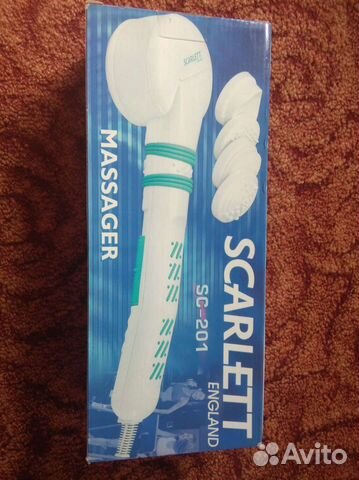 SCARLETT
MASSAGER
SC-201
SCARLETT
ENGLAND
Avito